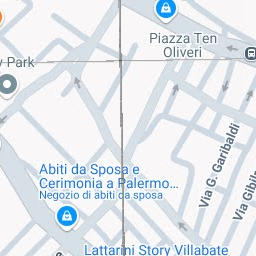 Piazza Ten
Oliveri
y Park
Via G. Garibaldi
Abiti da Sposa e
Cerimonia a Palermo...
Negozio di abiti da sposa
Lattarini Story Villabate